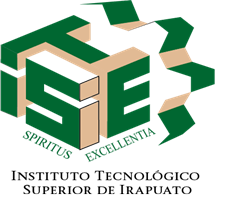 ITESI
SPIRITUS EXCELLENTIA
INSTITUTO TECNOLÓGICO
SUPERIOR DE IRAPUATO